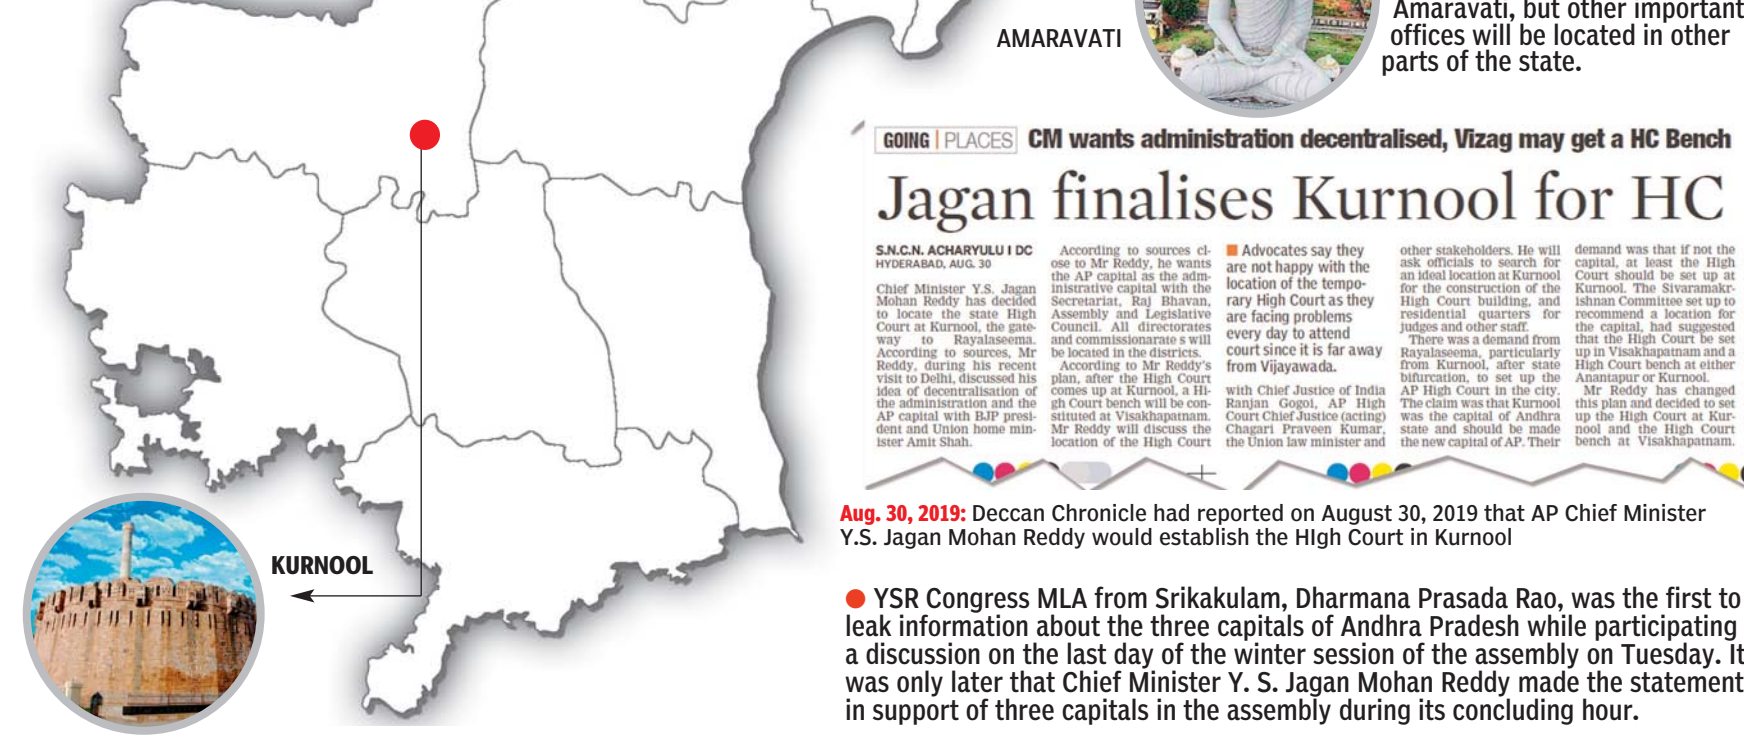 AMARAVATI
Amaravati, but other important
offices will be located in other
parts of the state.
GOING | PLACES CM wants administration decentralised, Vizag may get a HC Bench
Jagan finalises Kurnool for HC
S.N.C.N. ACHARYULU I DC
HYDERABAD, AUG. 30
Chief Minister Y.S. Jagan
Mohan Reddy has decided
to locate the state High
Court at Kurnool, the gate-
way to Rayalaseema.
According to sources, Mr
Reddy, during his recent
visit to Delhi, discussed his
idea of decentralisation of
the administration and the
AP capital with BJP presi-
dent and Union home min-
ister Amit Shah.
According to sources cl-
ose to Mr Reddy, he wants
the AP capital as the adm-
inistrative capital with the
Secretariat, Raj Bhavan,
Assembly and Legislative
Council. All directorates
and commissionarate s will
be located in the districts.
According to Mr Reddy's
plan, after the High Court
comes up at Kurnool, a Hi-
gh Court bench will be con-
stituted at Visakhapatnam.
Mr Reddy will discuss the
location of the High Court
Advocates say they
are not happy with the
location of the tempo-
rary High Court as they
are facing problems
every day to attend
court since it is far away
from Vijayawada.
with Chief Justice of India
Ranjan Gogoi, AP High
Court Chief Justice (acting)
Chagari Praveen Kumar,
the Union law minister and
other stakeholders. He will
ask officials to search for
an ideal location at Kurnool
for the construction of the
High Court building, and
residential quarters for
judges and other staff.
There was a demand from
Rayalaseema, particularly
from Kurnool, after state
bifurcation, to set up the
AP High Court in the city.
The claim was that Kurnool
was the capital of Andhra
state and should be made
the new capital of AP. Their
demand was that if not the
capital, at least the High
Court should be set up at
Kurnool. The Sivaramakr-
ishnan Committee set up to
recommend a location for
the capital, had suggested
that the High Court be set
up in Visakhapatnam and a
High Court bench at either
Anantapur or Kurnool.
Mr Reddy has changed
this plan and decided to set
up the High Court at Kur-
nool and the High Court
bench at Visakhapatnam.
Aug. 30, 2019: Deccan Chronicle had reported on August 30, 2019 that AP Chief Minister
Y.S. Jagan Mohan Reddy would establish the HIgh Court in Kurnool
KURNOOL
● YSR Congress MLA from Srikakulam, Dharmana Prasada Rao, was the first to
leak information about the three capitals of Andhra Pradesh while participating
a discussion on the last day of the winter session of the assembly on Tuesday. It
was only later that Chief Minister Y. S. Jagan Mohan Reddy made the statement
in support of three capitals in the assembly during its concluding hour.